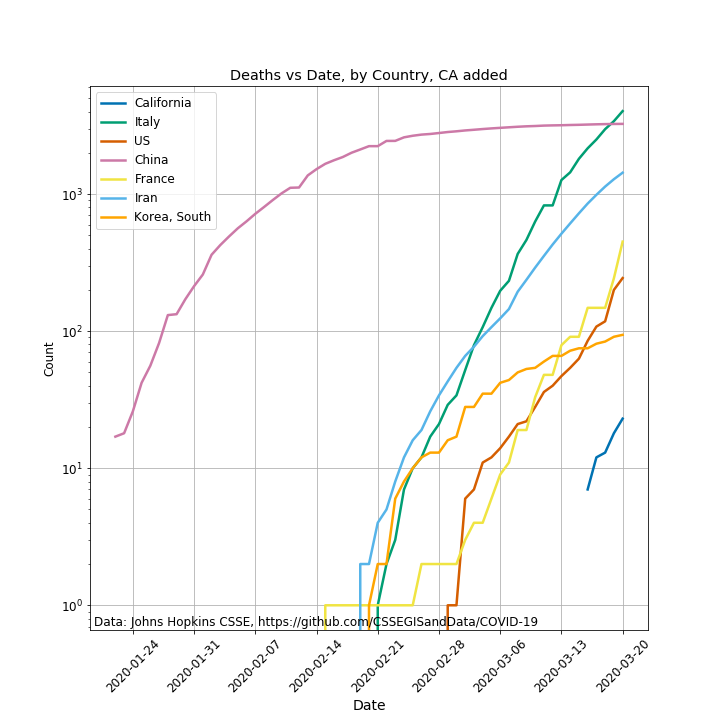 Deaths vs Date, by Country, CA added
California
Italy
US
China
France
Iran
Korea, South
Count
10³
10²
10¹
10⁰
Data: Johns Hopkins CSSE, https://github.com/CSSEGISandData/COVID-19
2020-01-24
2020-01-31
2020-02-07
2020-02-14
2020-02-21
2020-02-28
2020-03-06
2020-03-13
2020-03-20
Date